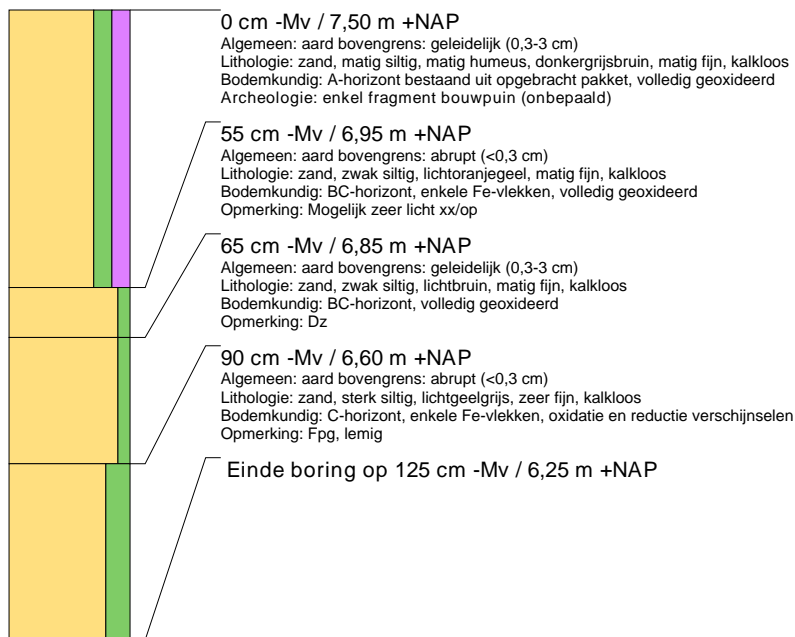 0 cm -Mv / 7,50 m +NAP
Algemeen: aard bovengrens: geleidelijk (0,3-3 cm)
Lithologie: zand, matig siltig, matig humeus, donkergrijsbruin, matig fijn, kalkloos
Bodemkundig: A-horizont bestaand uit opgebracht pakket, volledig geoxideerd
Archeologie: enkel fragment bouwpuin (onbepaald)
55 cm -Mv / 6,95 m +NAP
Algemeen: aard bovengrens: abrupt (<0,3 cm)
Lithologie: zand, zwak siltig, lichtoranjegeel, matig fijn, kalkloos
Bodemkundig: BC-horizont, enkele Fe-vlekken, volledig geoxideerd
Opmerking: Mogelijk zeer licht xx/op
65 cm -Mv / 6,85 m +NAP
Algemeen: aard bovengrens: geleidelijk (0,3-3 cm)
Lithologie: zand, zwak siltig, lichtbruin, matig fijn, kalkloos
Bodemkundig: BC-horizont, volledig geoxideerd
Opmerking: Dz
90 cm -Mv / 6,60 m +NAP
Algemeen: aard bovengrens: abrupt (<0,3 cm)
Lithologie: zand, sterk siltig, lichtgeelgrijs, zeer fijn, kalkloos
Bodemkundig: C-horizont, enkele Fe-vlekken, oxidatie en reductie verschijnselen
Opmerking: Fpg, lemig
Einde boring op 125 cm -Mv / 6,25 m +NAP